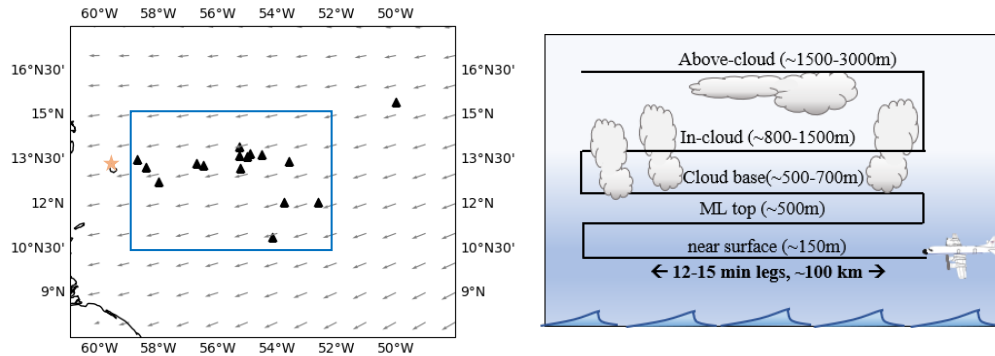 60°W 58°W 56°W 54°W 52°W 50°W
16°N30' 16°N30'
15°N 15°N
13°N30' 13°N30'
12°N 12°N
10°N30' 10°N30'
9°N 9°N
60°W 58°W 56°W 54°W 52°W 50°W
Above-cloud (~1500-3000m)
In-cloud (~800-1500m)
Cloud base(~500-700m)
ML top (~500m)
near surface (~150m)
← 12-15 min legs, ~100 km →